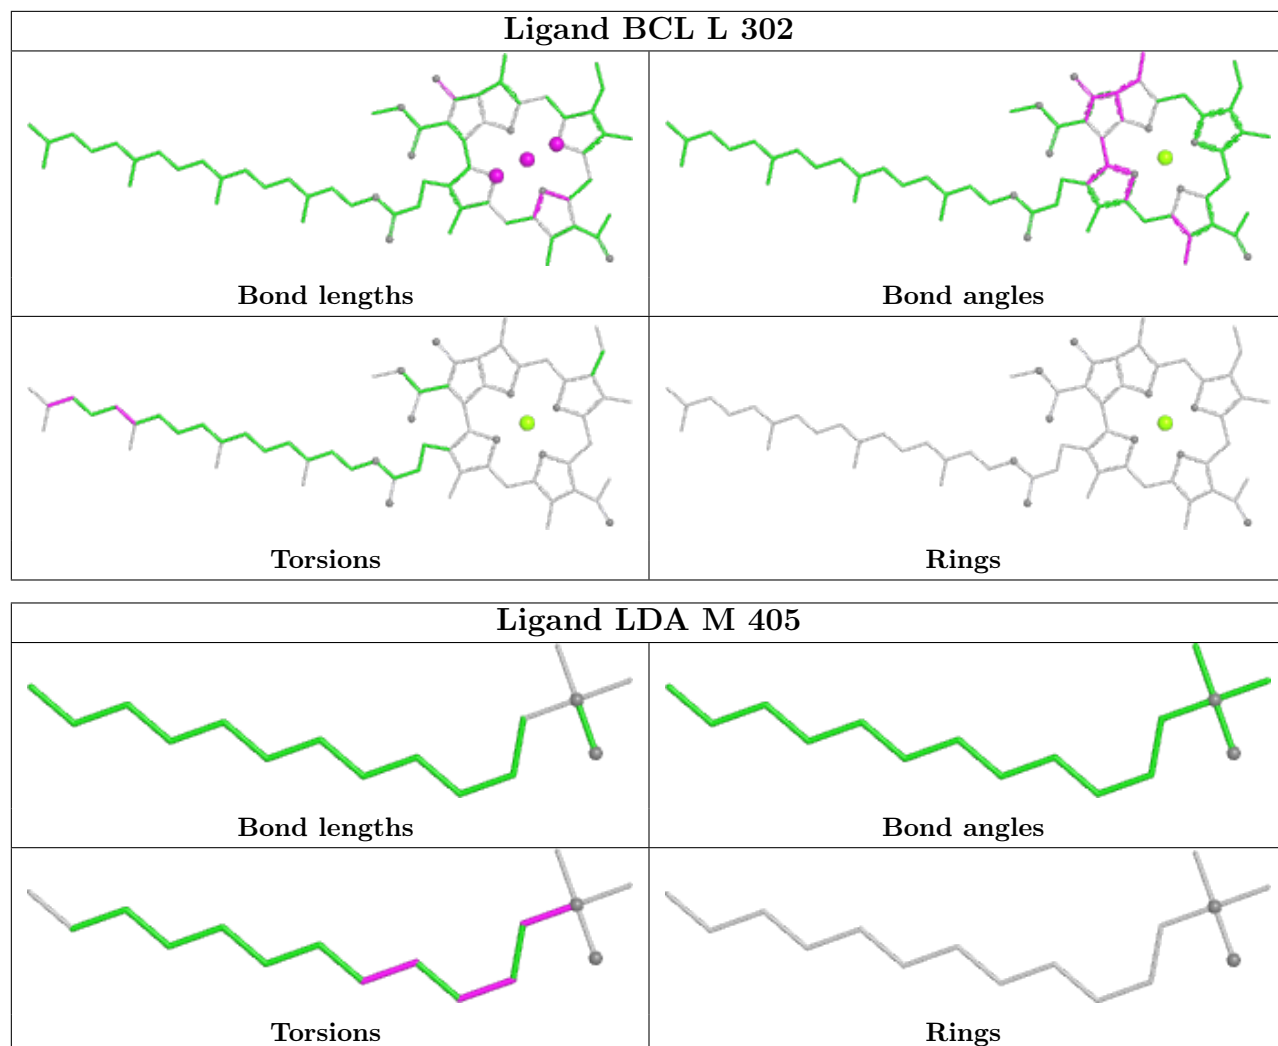 Ligand BCL L 302
Bond lengths
Bond angles
Torsions
Rings
Ligand LDA M 405
Bond lengths
Bond angles
Torsions
Rings